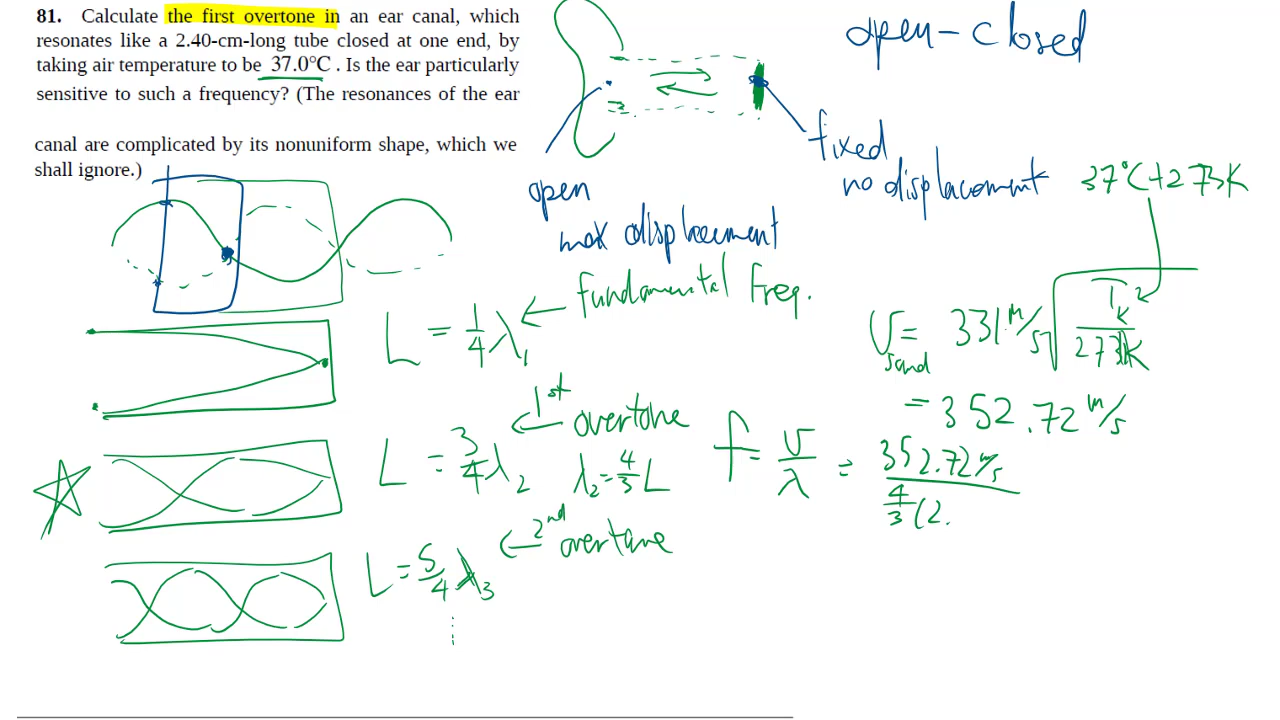 81. Calculate the first overtone in an ear canal, which
resonates like a 2.40-cm-long tube closed at one end, by
taking air temperature to be 37.0°C. Is the ear particularly
sensitive to such a frequency? (The resonances of the ear
canal are complicated by its nonuniform shape, which we
shall ignore.)
open-closed
fixed
no displacement
open
max displacement
37°C+273K
L = 1/4 λ₁ ← fundamental freq.
υ_sound = 331 m/s √(T_K / 273K)
= 352.72 m/s
L = 3/4 λ₂ ← 1st overtone
λ₂ = 4/3 L
f = υ/λ = 352.72 m/s / 4/3 (2.
L = 5/4 λ₃ ← 2nd overtone